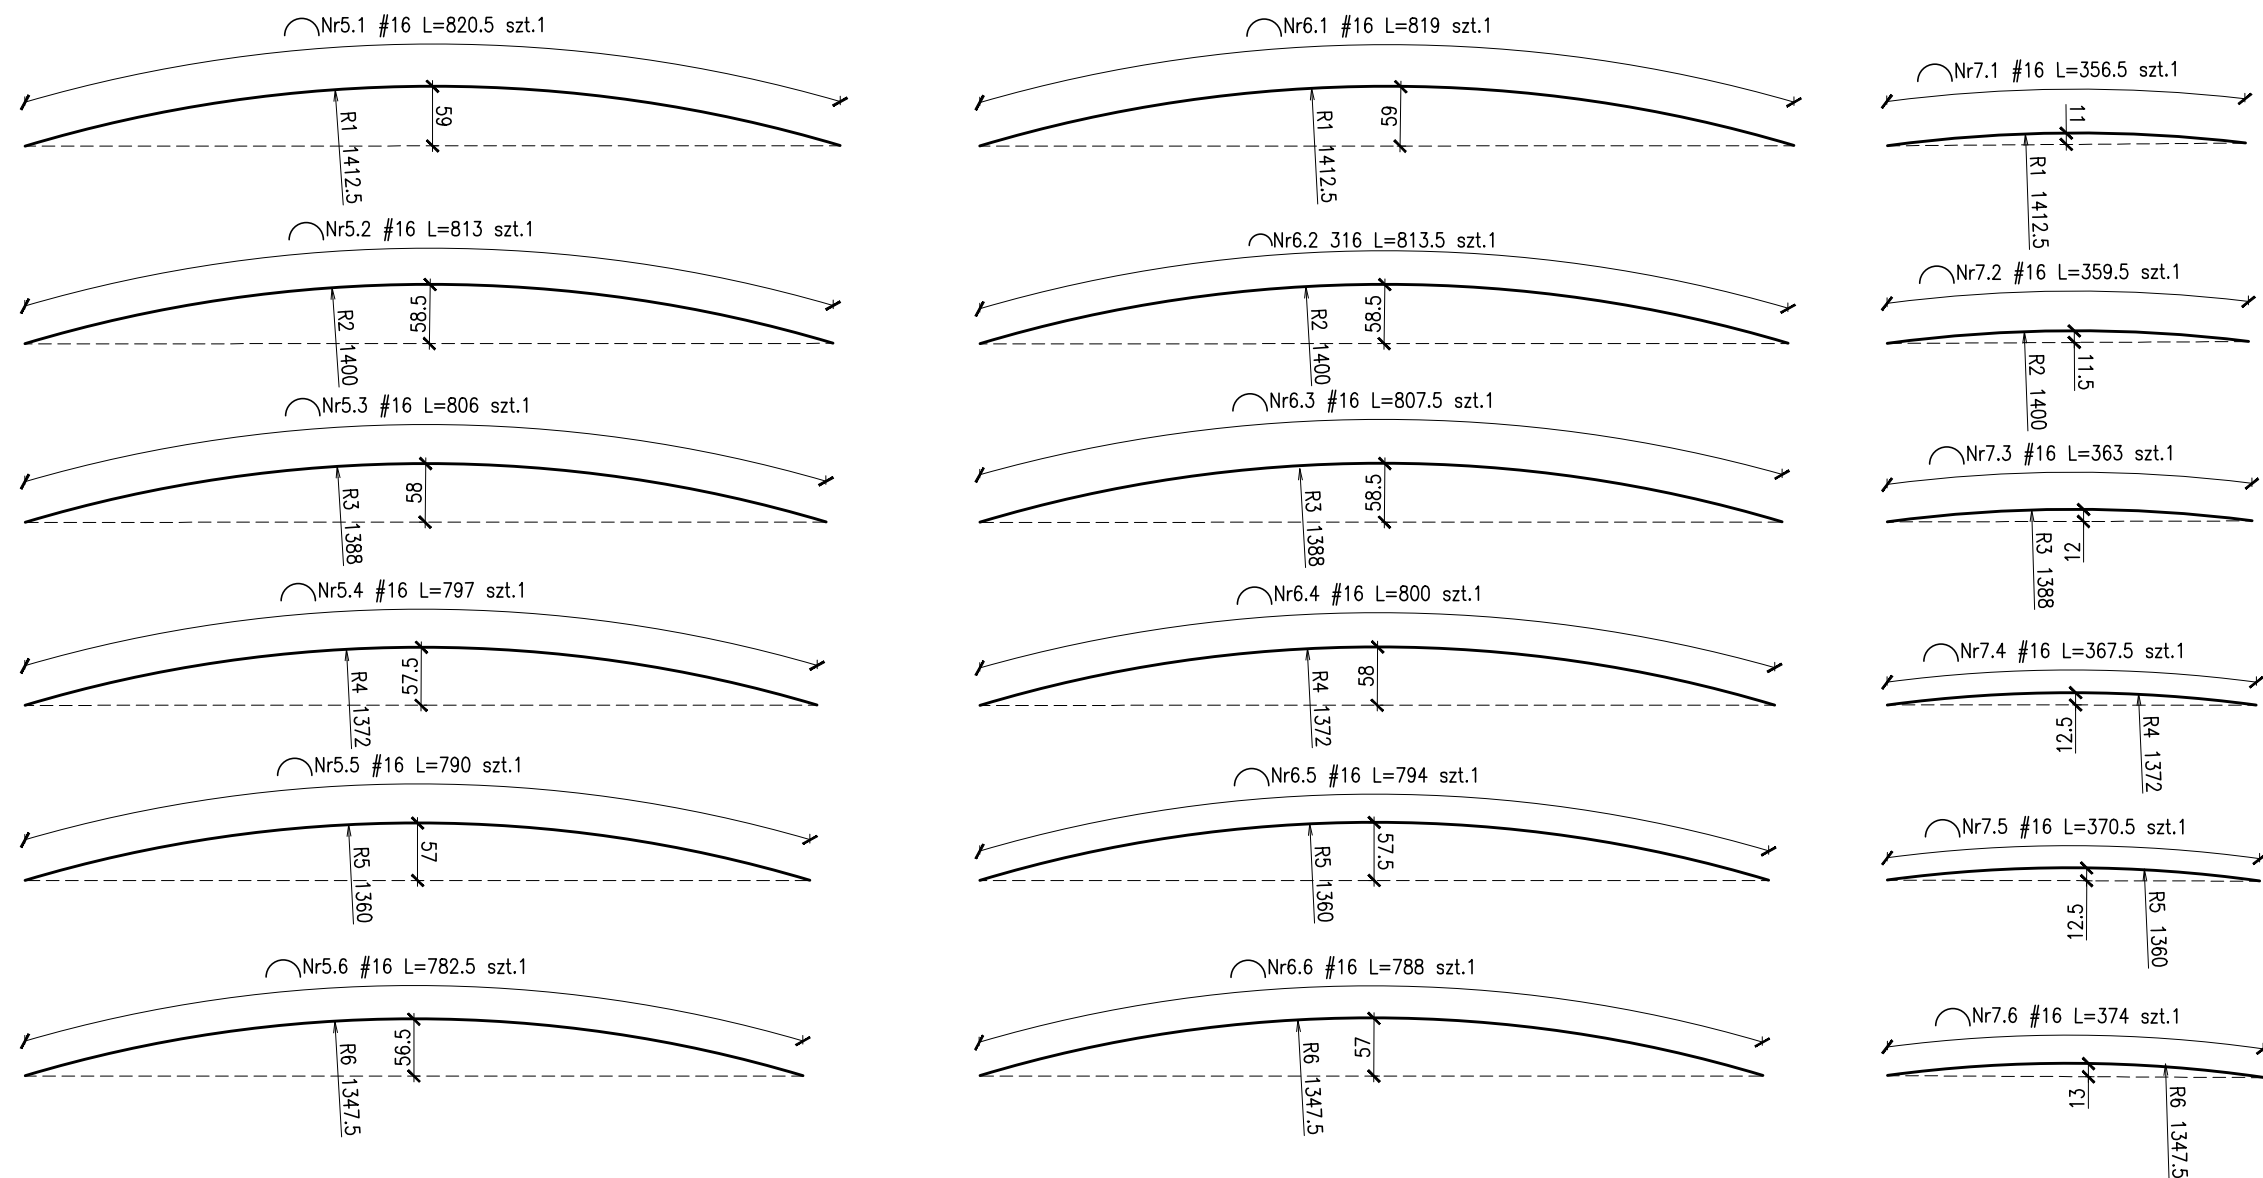 Nr5.1 #16 L=820.5 szt.1
59
R1 1412.5
Nr5.2 #16 L=813 szt.1
58.5
R2 1400
Nr5.3 #16 L=806 szt.1
58
R3 1388
Nr5.4 #16 L=797 szt.1
57.5
R4 1372
Nr5.5 #16 L=790 szt.1
57
R5 1360
Nr5.6 #16 L=782.5 szt.1
56.5
R6 1347.5
Nr6.1 #16 L=819 szt.1
59
R1 1412.5
Nr6.2 316 L=813.5 szt.1
58.5
R2 1400
Nr6.3 #16 L=807.5 szt.1
58.5
R3 1388
Nr6.4 #16 L=800 szt.1
58
R4 1372
Nr6.5 #16 L=794 szt.1
57.5
R5 1360
Nr6.6 #16 L=788 szt.1
57
R6 1347.5
Nr7.1 #16 L=356.5 szt.1
11
R1 1412.5
Nr7.2 #16 L=359.5 szt.1
11.5
R2 1400
Nr7.3 #16 L=363 szt.1
12
R3 1388
Nr7.4 #16 L=367.5 szt.1
12.5
R4 1372
Nr7.5 #16 L=370.5 szt.1
12.5
R5 1360
Nr7.6 #16 L=374 szt.1
13
R6 1347.5